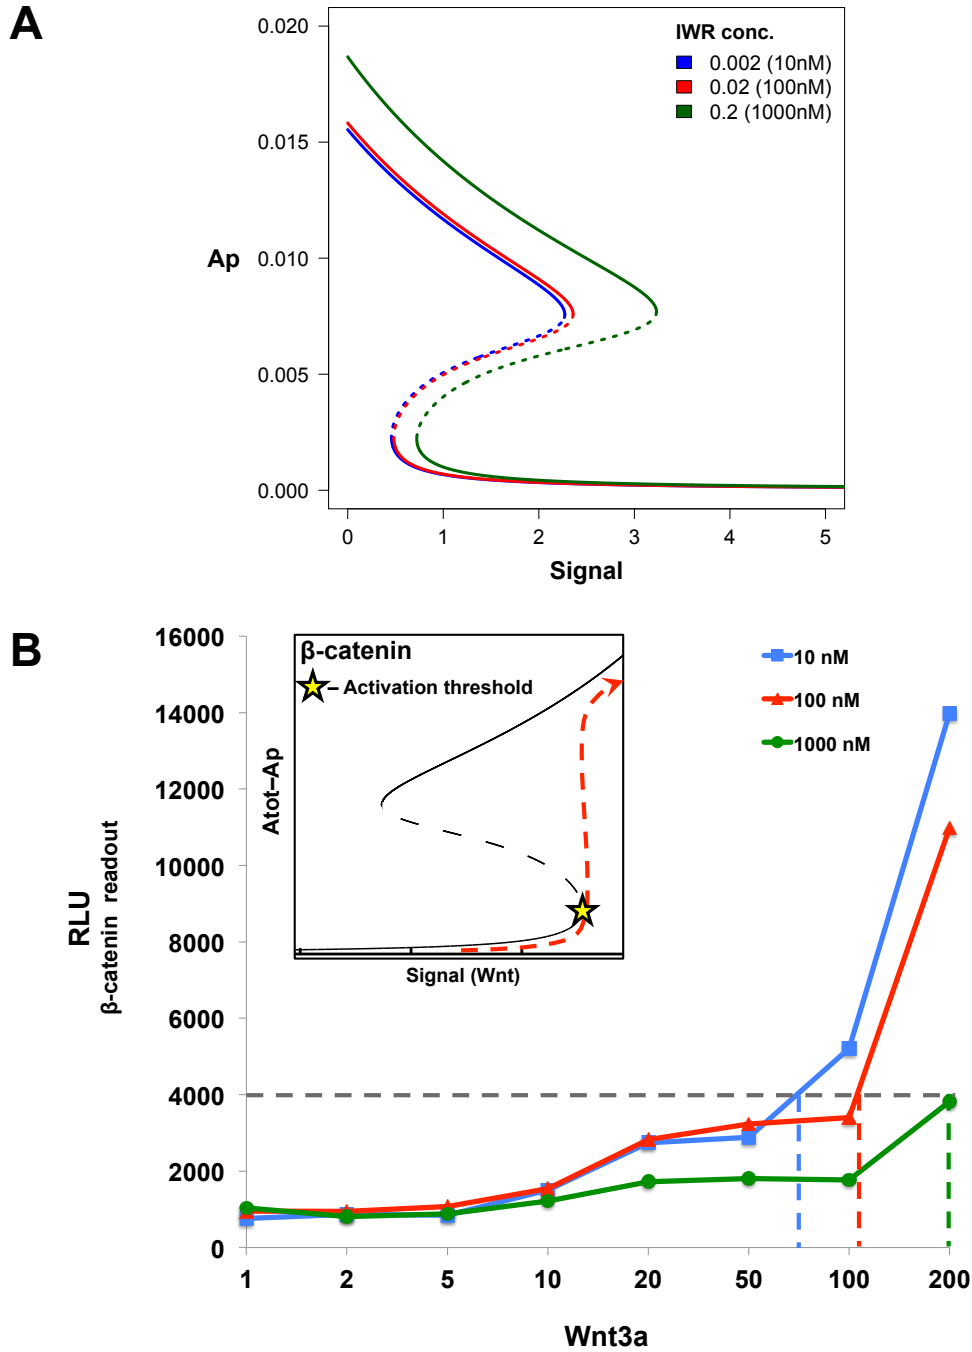 A
IWR conc.
0.002 (10nM)
0.02 (100nM)
0.2 (1000nM)
0.020
0.015
0.010
0.005
0.000
Ap
0 1 2 3 4 5
Signal
B
16000
14000
12000
10000
8000
6000
4000
2000
0
RLU
β-catenin readout
β-catenin
– Activation threshold
Atot–Ap
Signal (Wnt)
10 nM
100 nM
1000 nM
1 2 5 10 20 50 100 200
Wnt3a